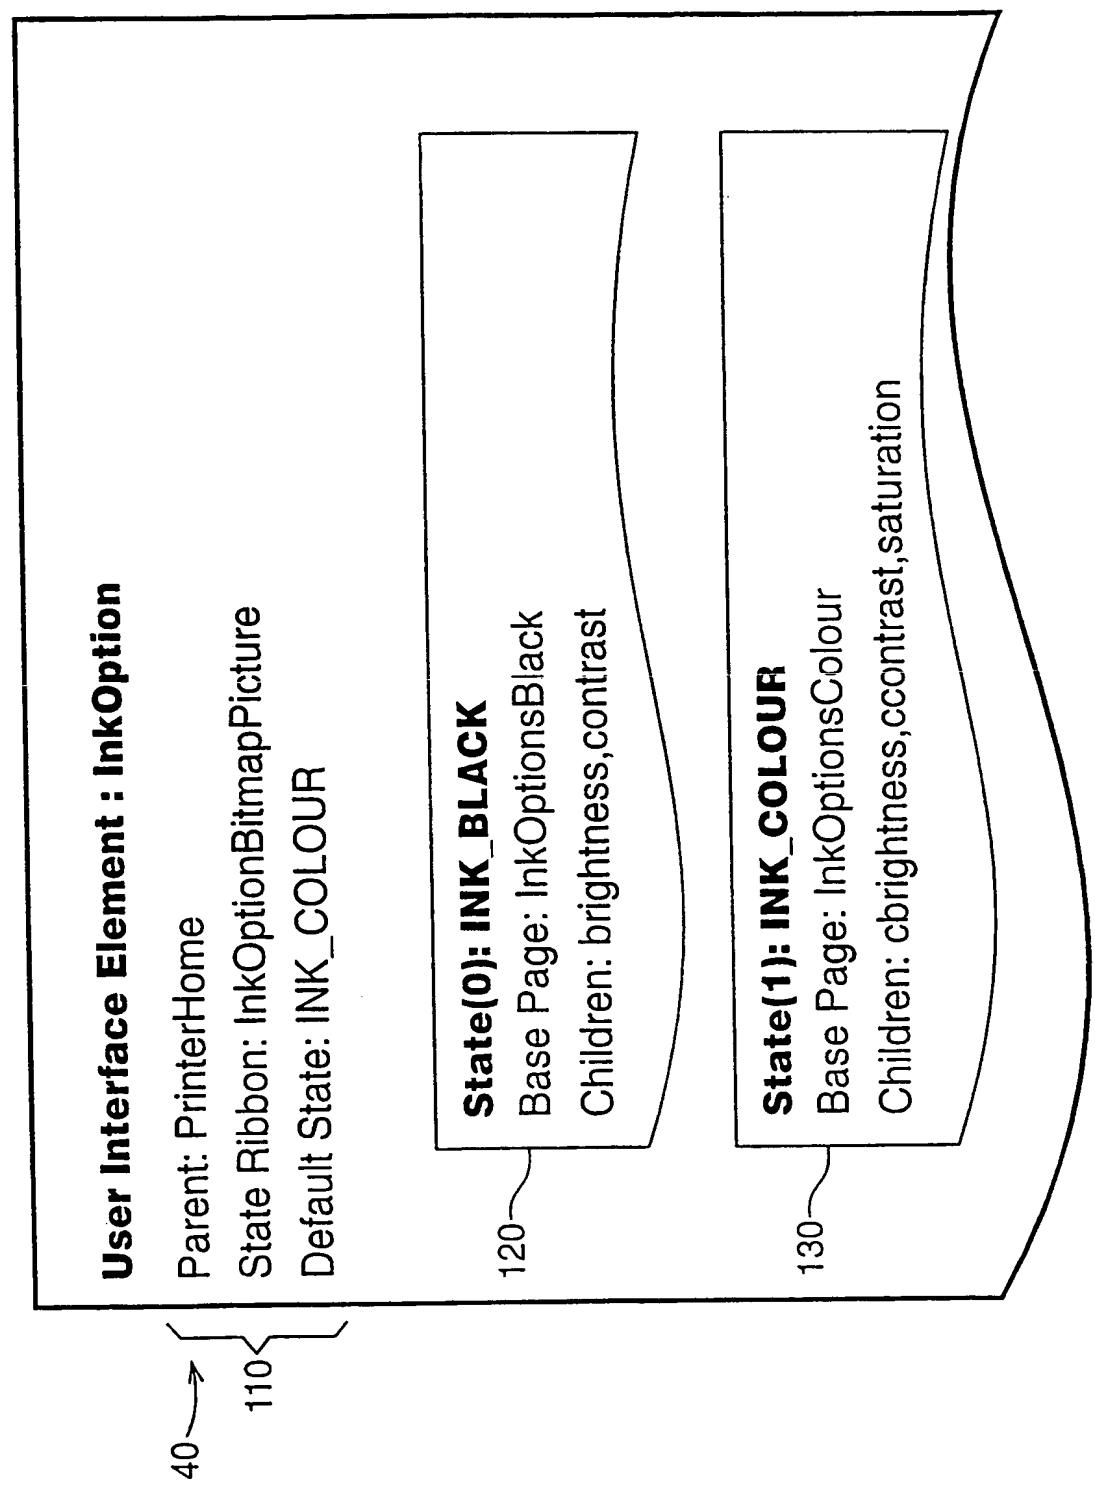 User Interface Element : InkOption
40
Parent: PrinterHome
110
State Ribbon: InkOptionBitmapPicture
Default State: INK_COLOUR
State(0): INK_BLACK
120
Base Page: InkOptionsBlack
Children: brightness,contrast
State(1): INK_COLOUR
130
Base Page: InkOptionsColour
Children: cbrightness,ccontrast,saturation